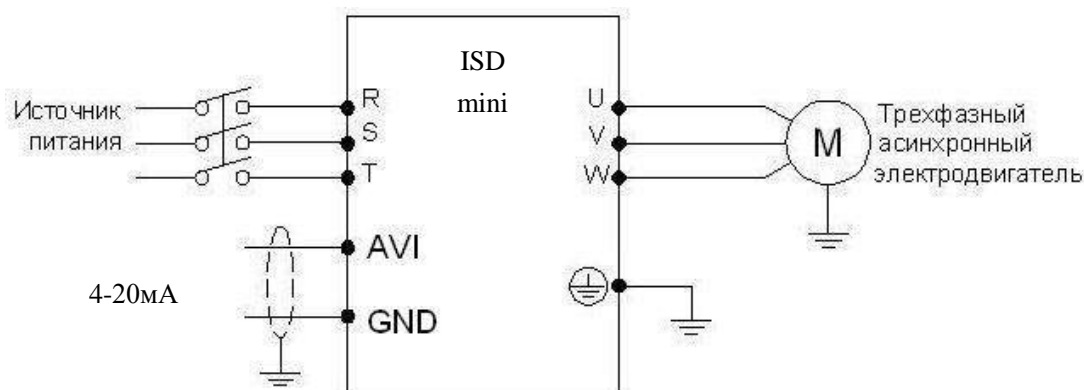 ISD
mini
Источник
питания
R
S
T
U
V
W
M
Трехфазный
асинхронный
электродвигатель
AVI
GND
4-20мА